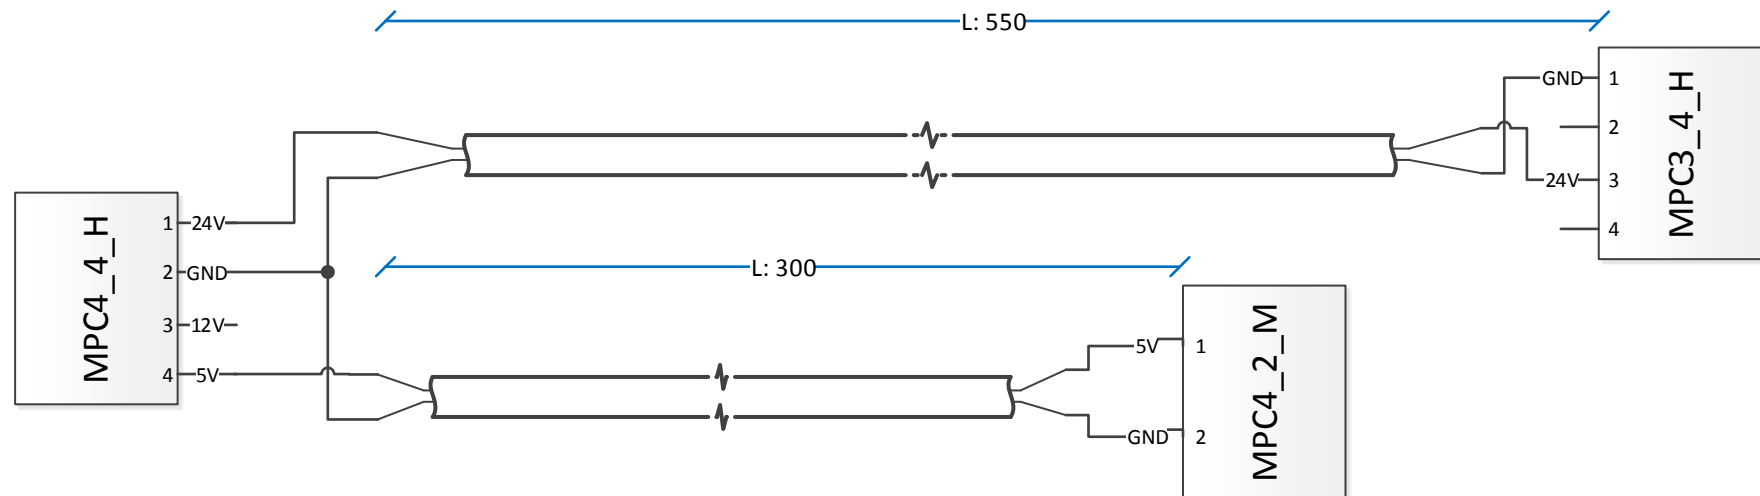 L: 550
MPC4_4_H
1 24V
2 GND
3 12V
4 5V
GND 1
2
24V 3
4
MPC3_4_H
L: 300
5V 1
GND 2
MPC4_2_M